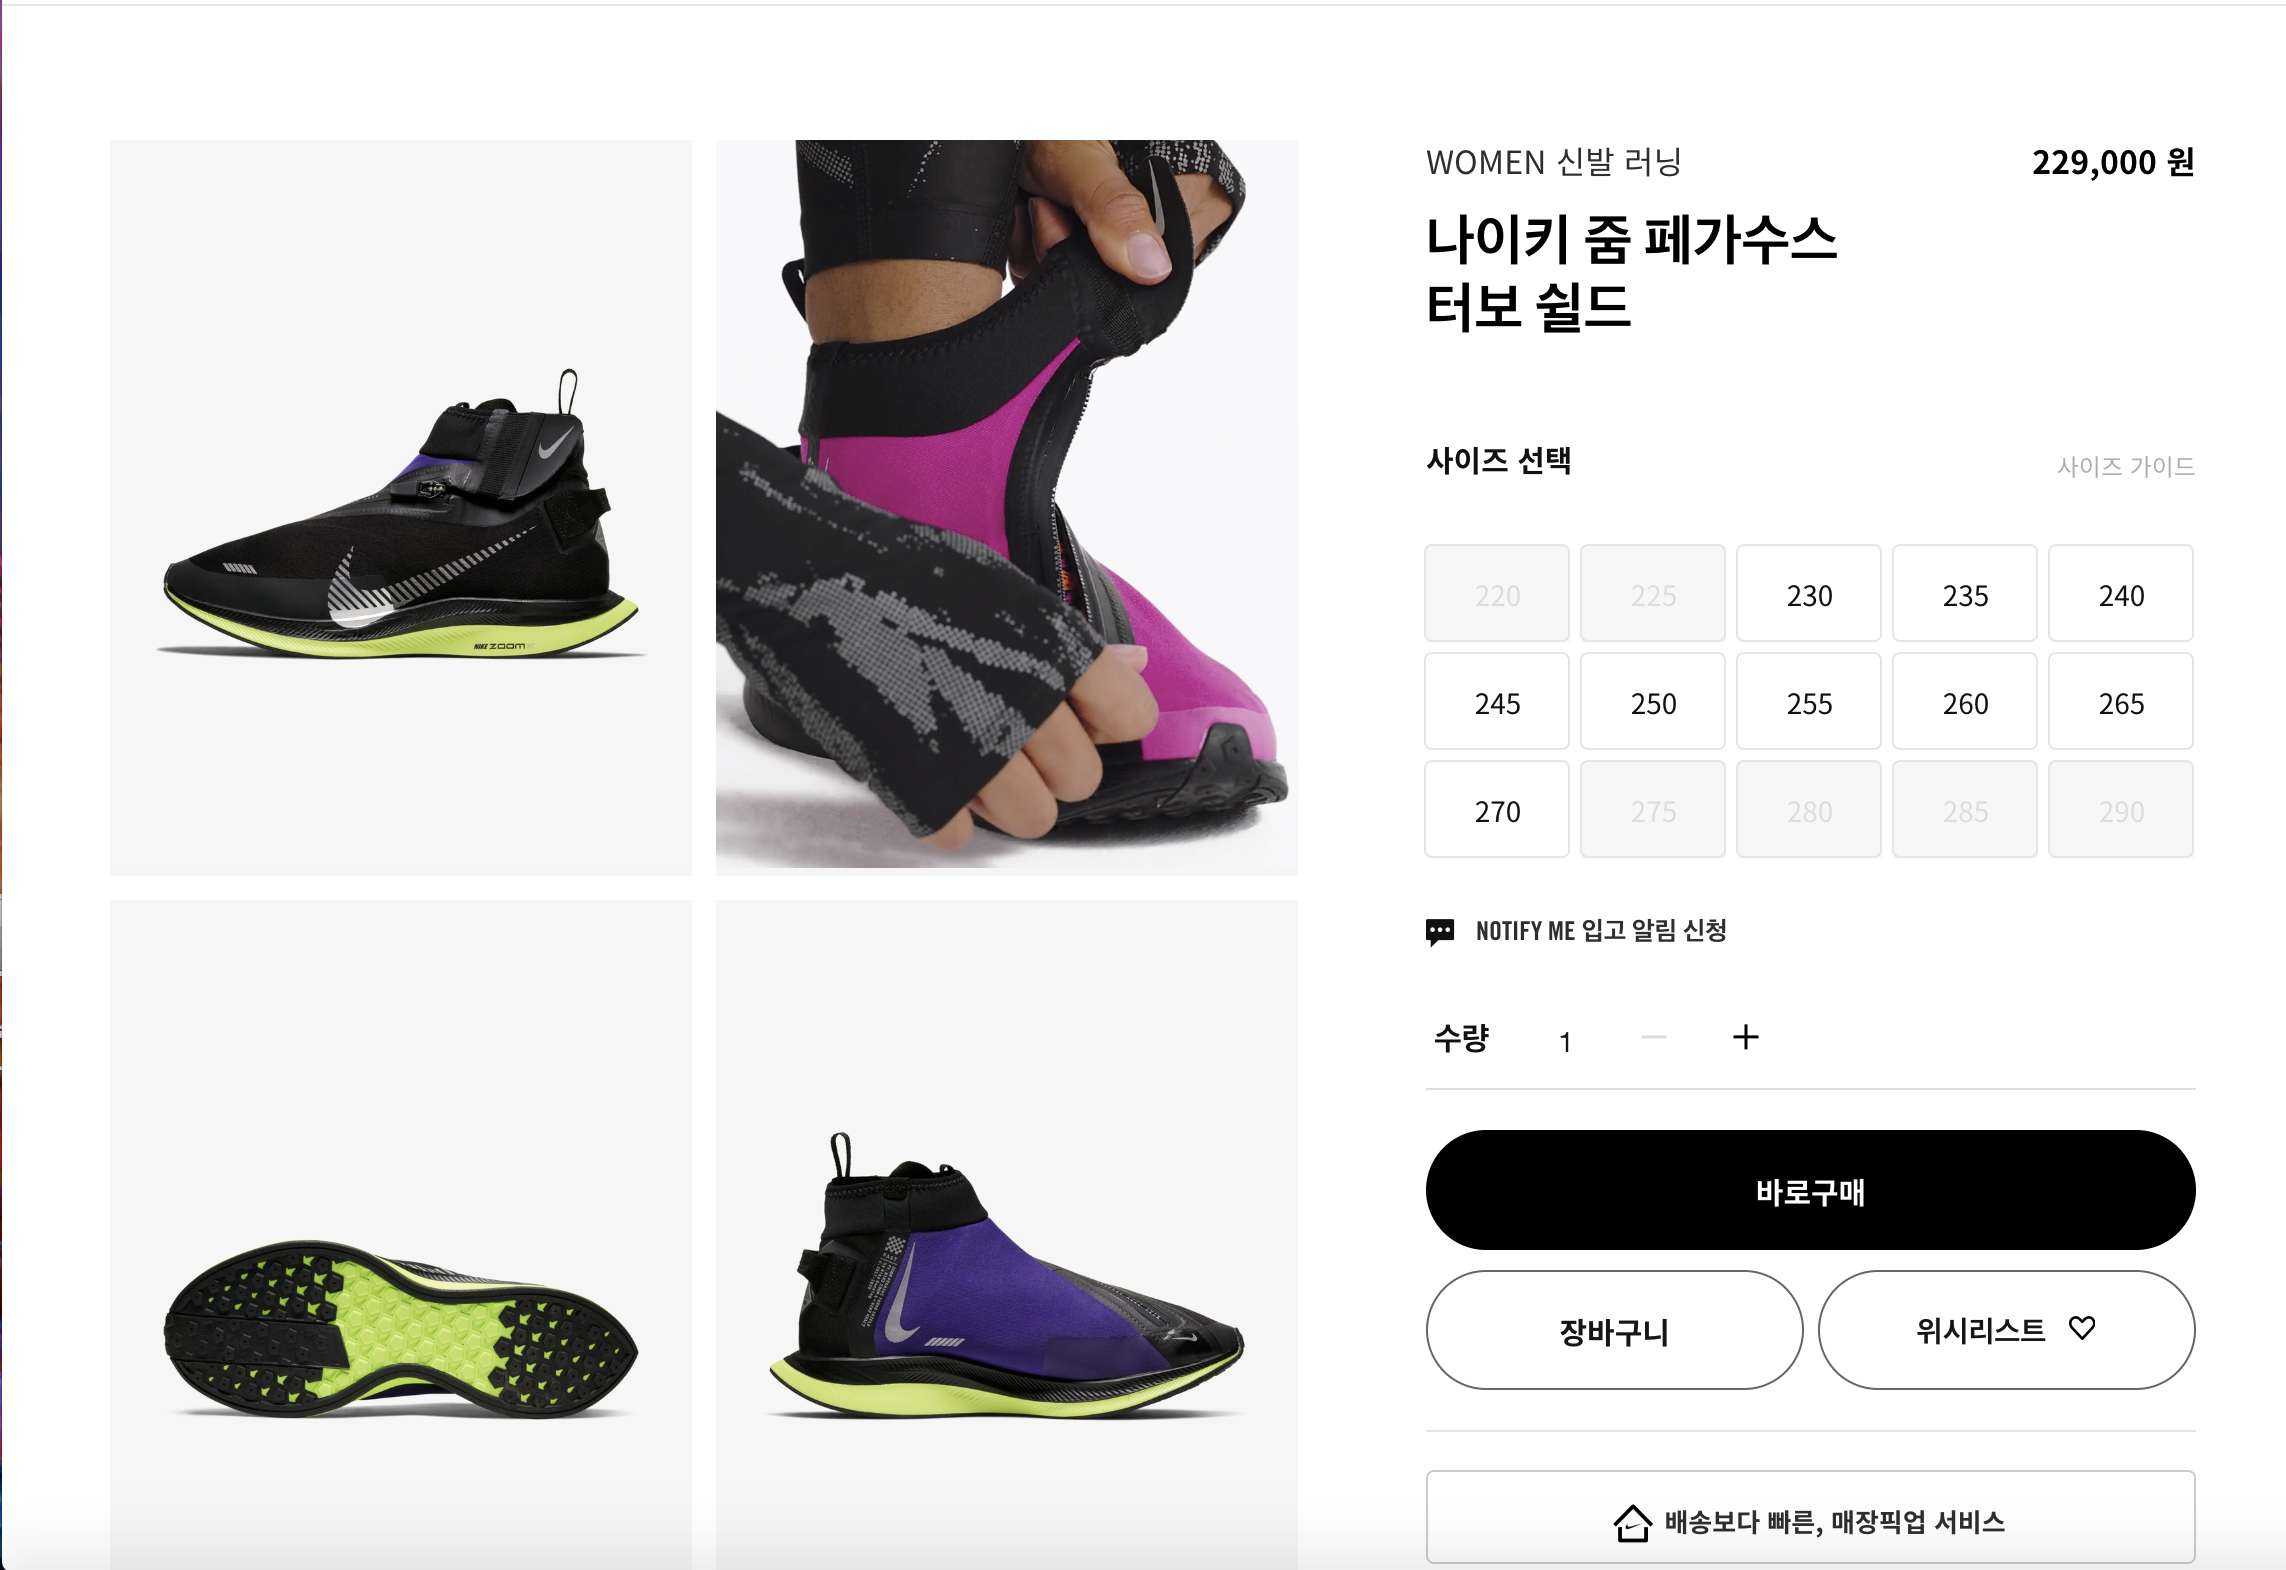 WOMEN 신발 러닝
229,000 원
나이키 줌 페가수스
터보 쉴드
사이즈 선택
사이즈 가이드
220 225 230 235 240
245 250 255 260 265
270 275 280 285 290
NOTIFY ME 입고 알림 신청
수량 1
바로구매
장바구니
위시리스트
배송보다 빠른, 매장픽업 서비스
NIKE ZOOMX